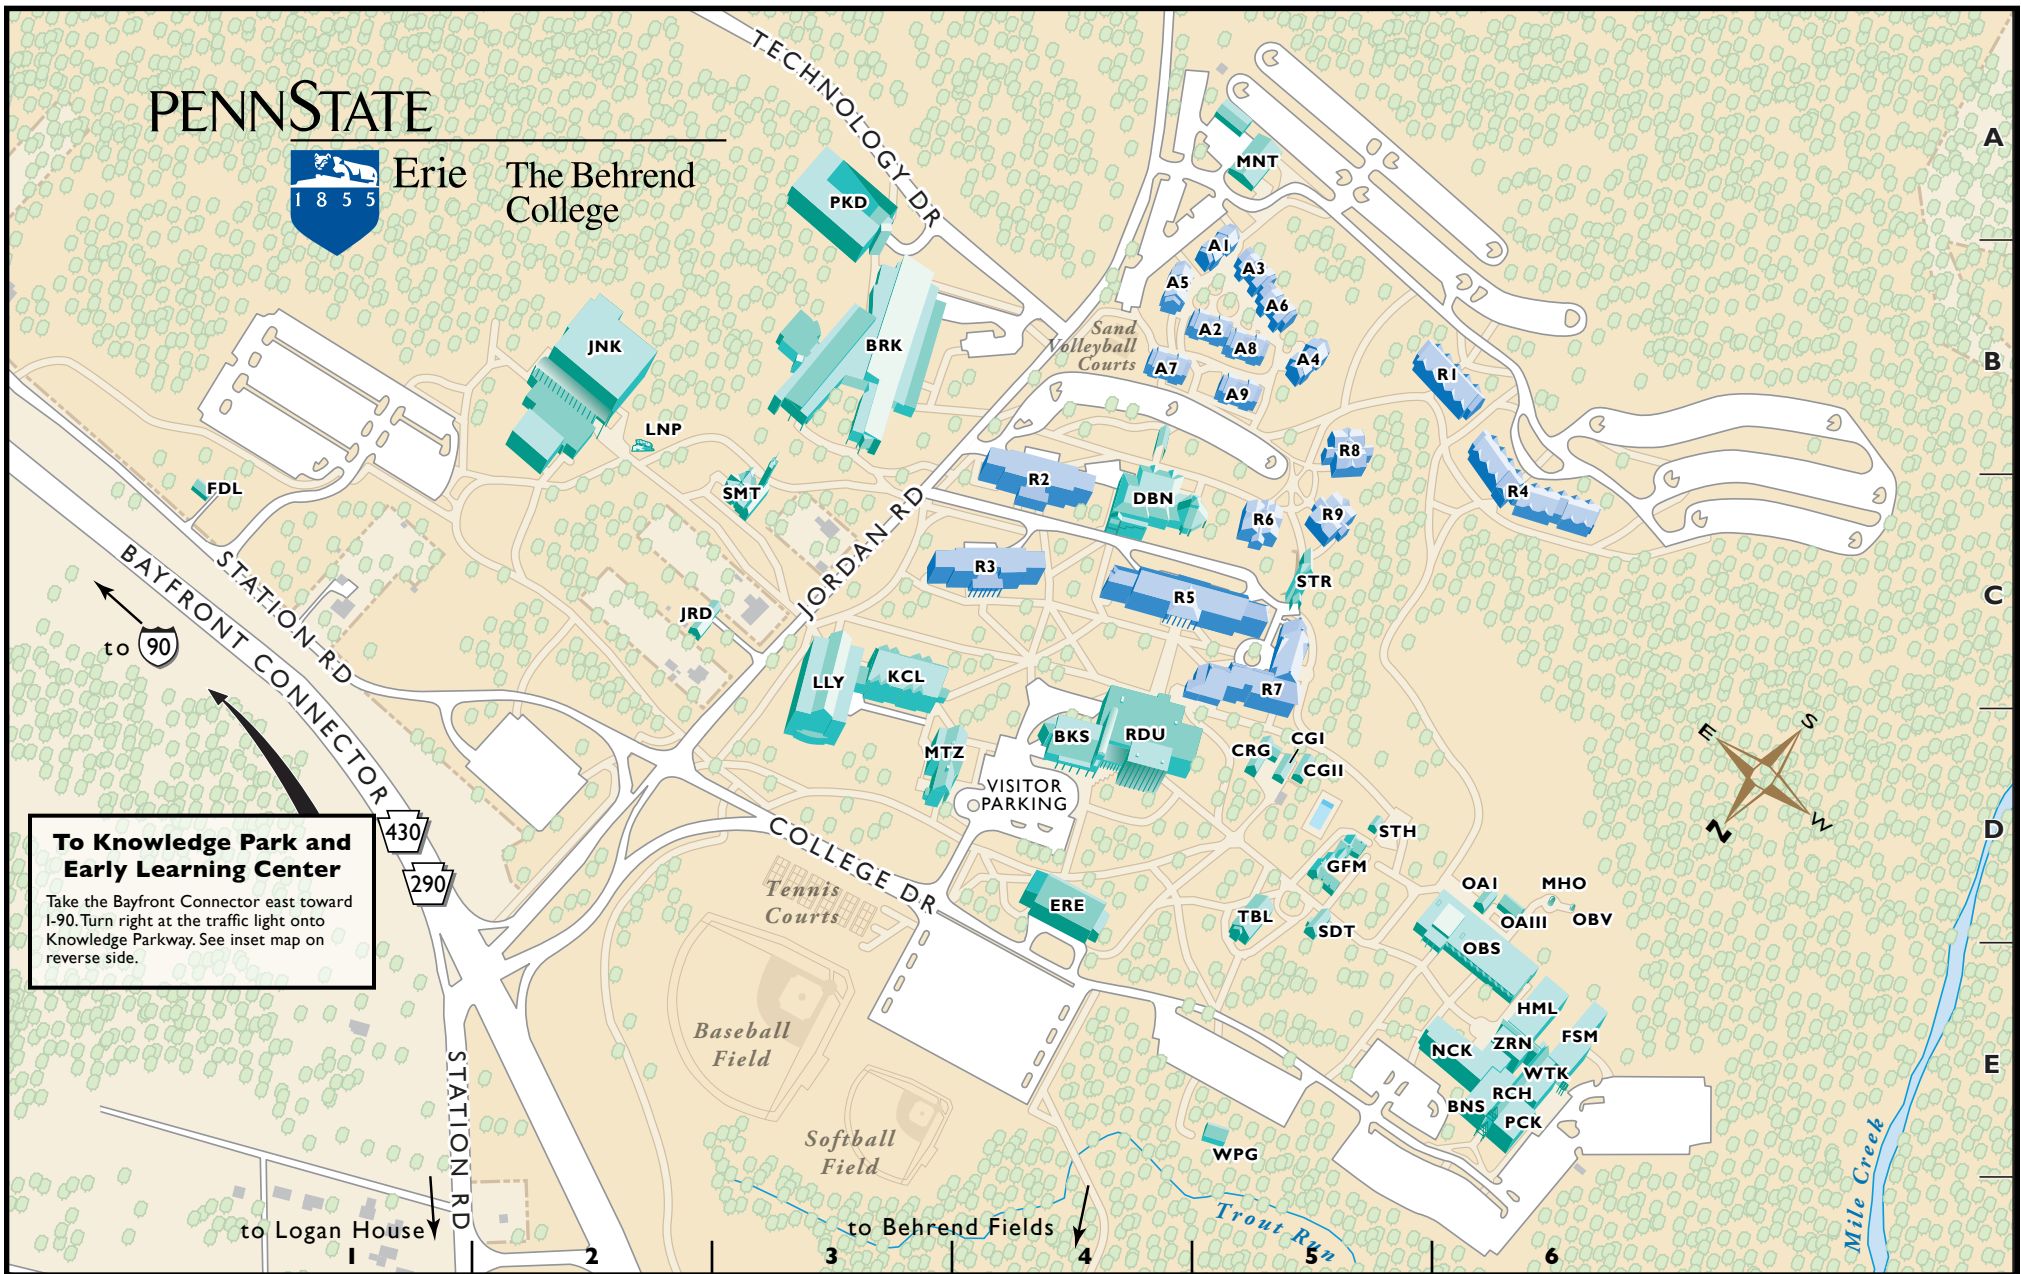 PENNSTATE
1 8 5 5
Erie
The Behrend
College
TECHNOLOGY DR
A
MNT
PKD
A1
A3
A5
A6
Sand
Volleyball
Courts
A2
A8
A4
A7
A9
JNK
BRK
B
R1
LNP
R8
FDL
SMT
R2
DBN
R4
R6
R9
JORDAN RD
STATION RD
BAYFRONT CONNECTOR
R3
STR
C
R5
JRD
to 90
LLY
KCL
R7
S
E
MTZ
BKS
RDU
CRG
CGI
CGII
VISITOR
PARKING
N
W
D
430
290
STH
COLLEGE DR
GFM
To Knowledge Park and
Early Learning Center
Take the Bayfront Connector east toward
I-90. Turn right at the traffic light onto
Knowledge Parkway. See inset map on
reverse side.
Tennis
Courts
ERE
TBL
SDT
OAI
MHO
OAIII
OBV
OBS
HML
FSM
ZRN
NCK
WTK
RCH
BNS
PCK
E
Baseball
Field
Softball
Field
STATION RD
WPG
Mile Creek
Trout Run
to Logan House
to Behrend Fields
1
2
3
4
5
6